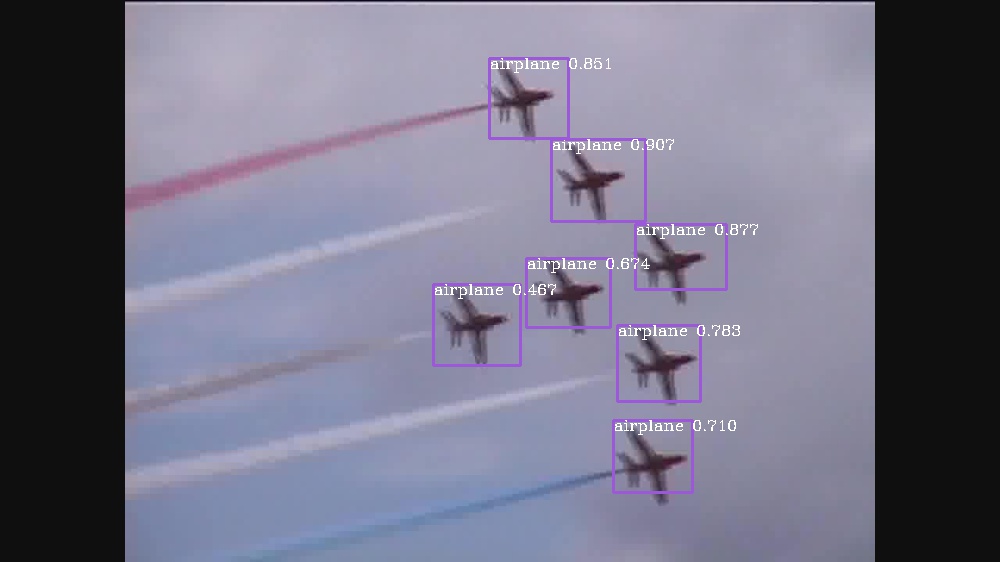 airplane 0.851
airplane 0.907
airplane 0.877
airplane 0.674
airplane 0.467
airplane 0.783
airplane 0.710